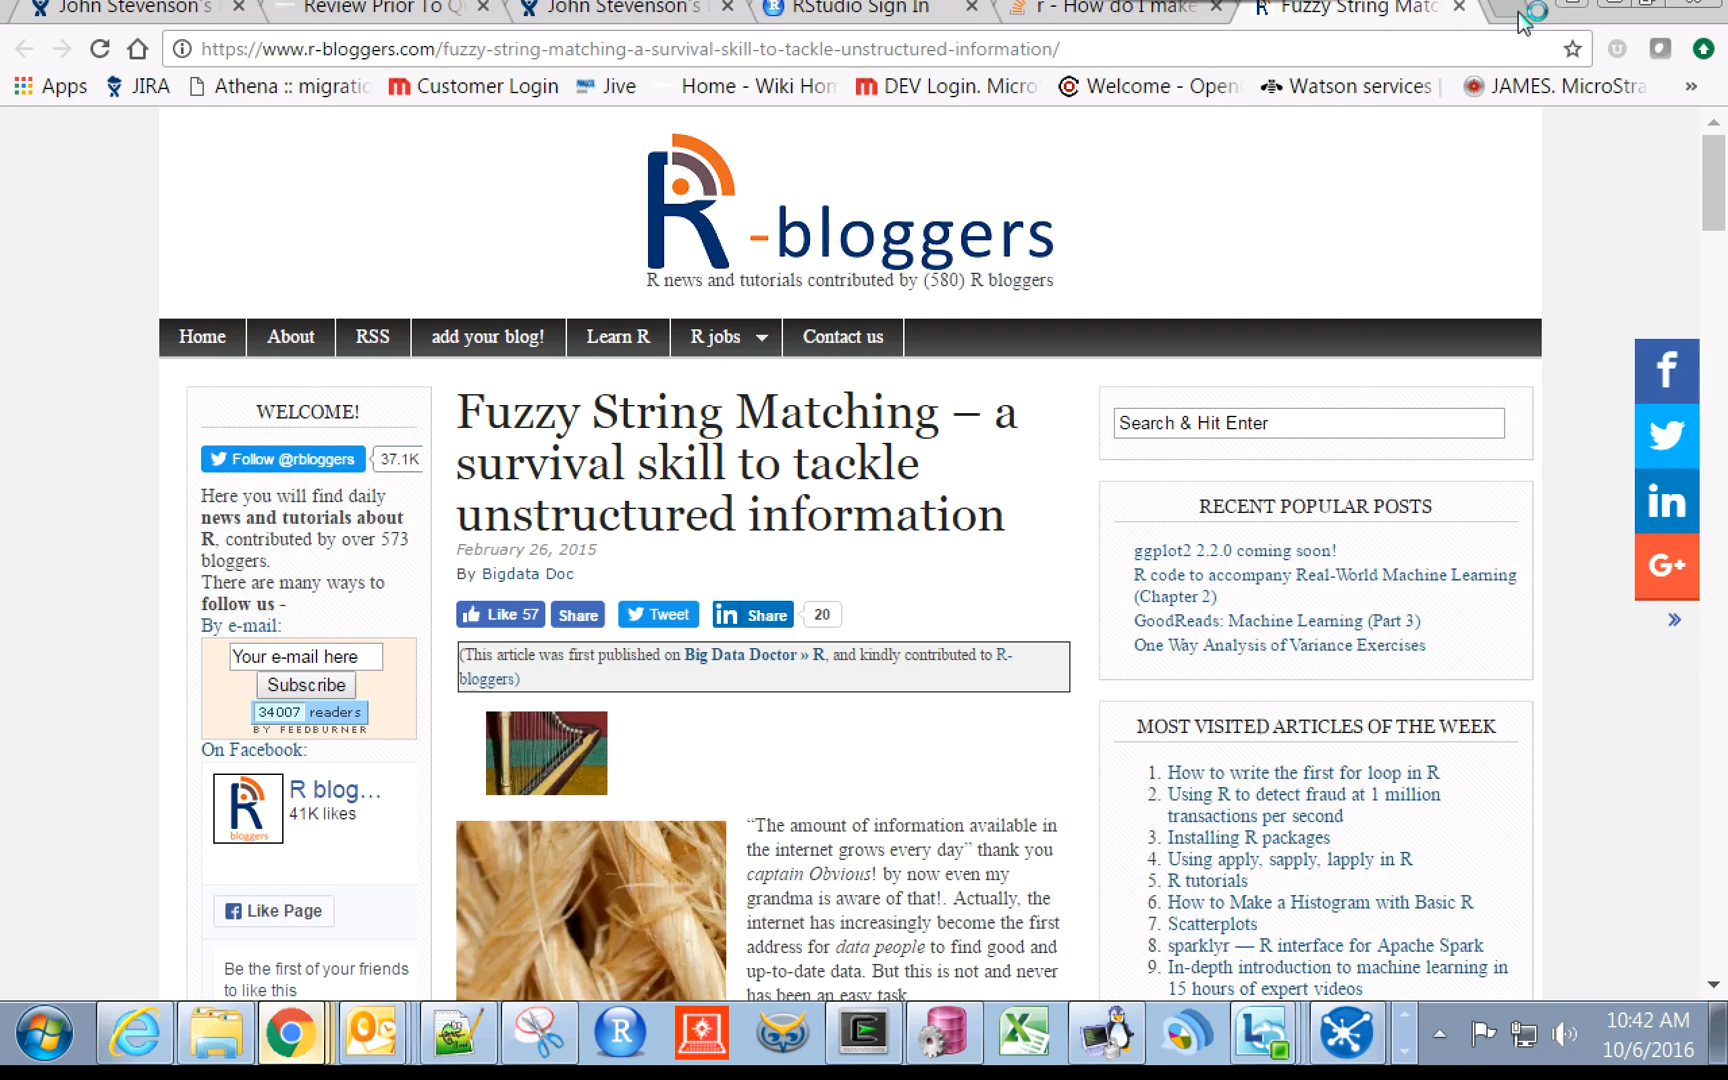 John Stevenson's
Review Prior To
John Stevenson's
RStudio Sign In
r - How do I make
Fuzzy String Matc
https://www.r-bloggers.com/fuzzy-string-matching-a-survival-skill-to-tackle-unstructured-information/
Apps
JIRA
Athena :: migratio
Customer Login
Jive
Home - Wiki Hom
DEV Login. Micro
Welcome - Open
Watson services |
JAMES. MicroStra
»
R-bloggers
R news and tutorials contributed by (580) R bloggers
Home
About
RSS
add your blog!
Learn R
R jobs
Contact us
WELCOME!
Follow @rbloggers
37.1K
Here you will find daily
news and tutorials about
R, contributed by over 573
bloggers.
There are many ways to
follow us -
By e-mail:
Your e-mail here
Subscribe
34007 readers
BY FEEDBURNER
On Facebook:
R bloggers
R blog...
41K likes
Like Page
Be the first of your friends
to like this
Fuzzy String Matching – a
survival skill to tackle
unstructured information
February 26, 2015
By Bigdata Doc
Like 57
Share
Tweet
in Share
20
(This article was first published on Big Data Doctor » R, and kindly contributed to R-
bloggers)
“The amount of information available in
the internet grows every day” thank you
captain Obvious! by now even my
grandma is aware of that!. Actually, the
internet has increasingly become the first
address for data people to find good and
up-to-date data. But this is not and never
has been an easy task.
Search & Hit Enter
RECENT POPULAR POSTS
ggplot2 2.2.0 coming soon!
R code to accompany Real-World Machine Learning
(Chapter 2)
GoodReads: Machine Learning (Part 3)
One Way Analysis of Variance Exercises
MOST VISITED ARTICLES OF THE WEEK
1. How to write the first for loop in R
2. Using R to detect fraud at 1 million
transactions per second
3. Installing R packages
4. Using apply, sapply, lapply in R
5. R tutorials
6. How to Make a Histogram with Basic R
7. Scatterplots
8. sparklyr — R interface for Apache Spark
9. In-depth introduction to machine learning in
15 hours of expert videos
f
in
G+
»
10:42 AM
10/6/2016